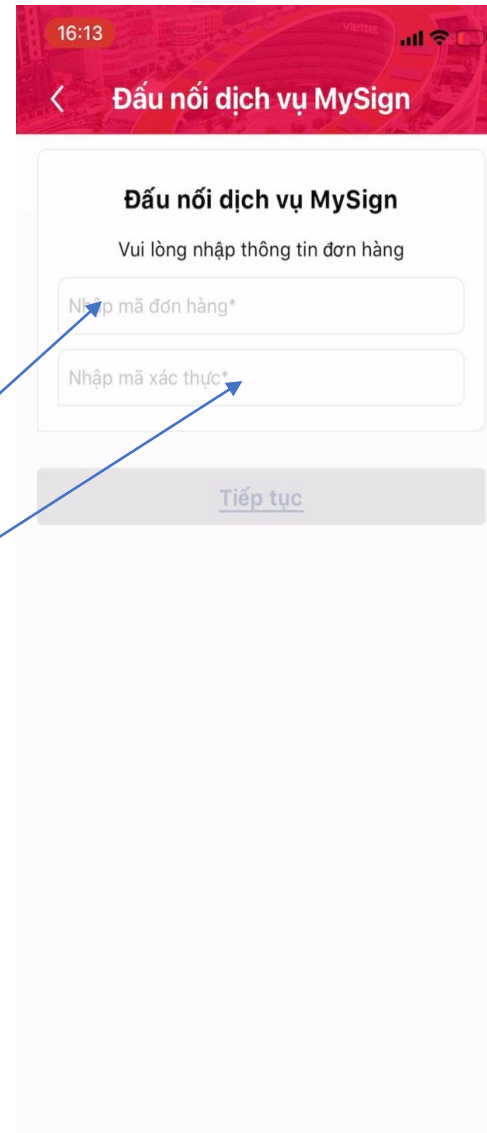 16:13
viettel
Đấu nối dịch vụ MySign
Đấu nối dịch vụ MySign
Vui lòng nhập thông tin đơn hàng
Nhập mã đơn hàng*
Nhập mã xác thực*
Tiếp tục